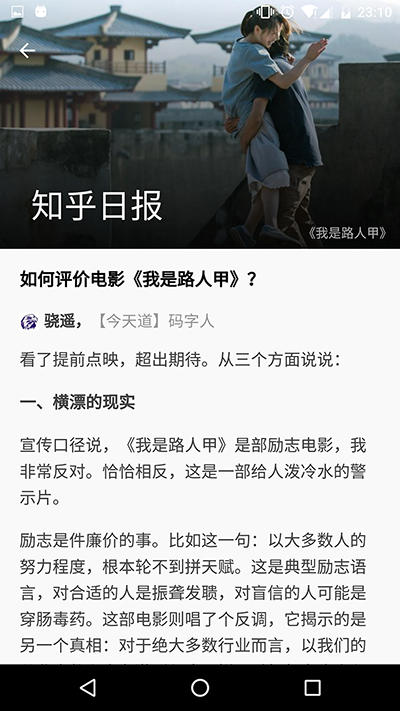 23:10
知乎日报
《我是路人甲》
如何评价电影《我是路人甲》？
骁遥，【今天道】码字人
看了提前点映，超出期待。从三个方面说说：
一、横漂的现实
宣传口径说，《我是路人甲》是部励志电影，我
非常反对。恰恰相反，这是一部给人泼冷水的警
示片。
励志是件廉价的事。比如这一句：以大多数人的
努力程度，根本轮不到拼天赋。这是典型励志语
言，对合适的人是振聋发聩，对盲信的人可能是
穿肠毒药。这部电影则唱了个反调，它揭示的是
另一个真相：对于绝大多数行业而言，以我们的